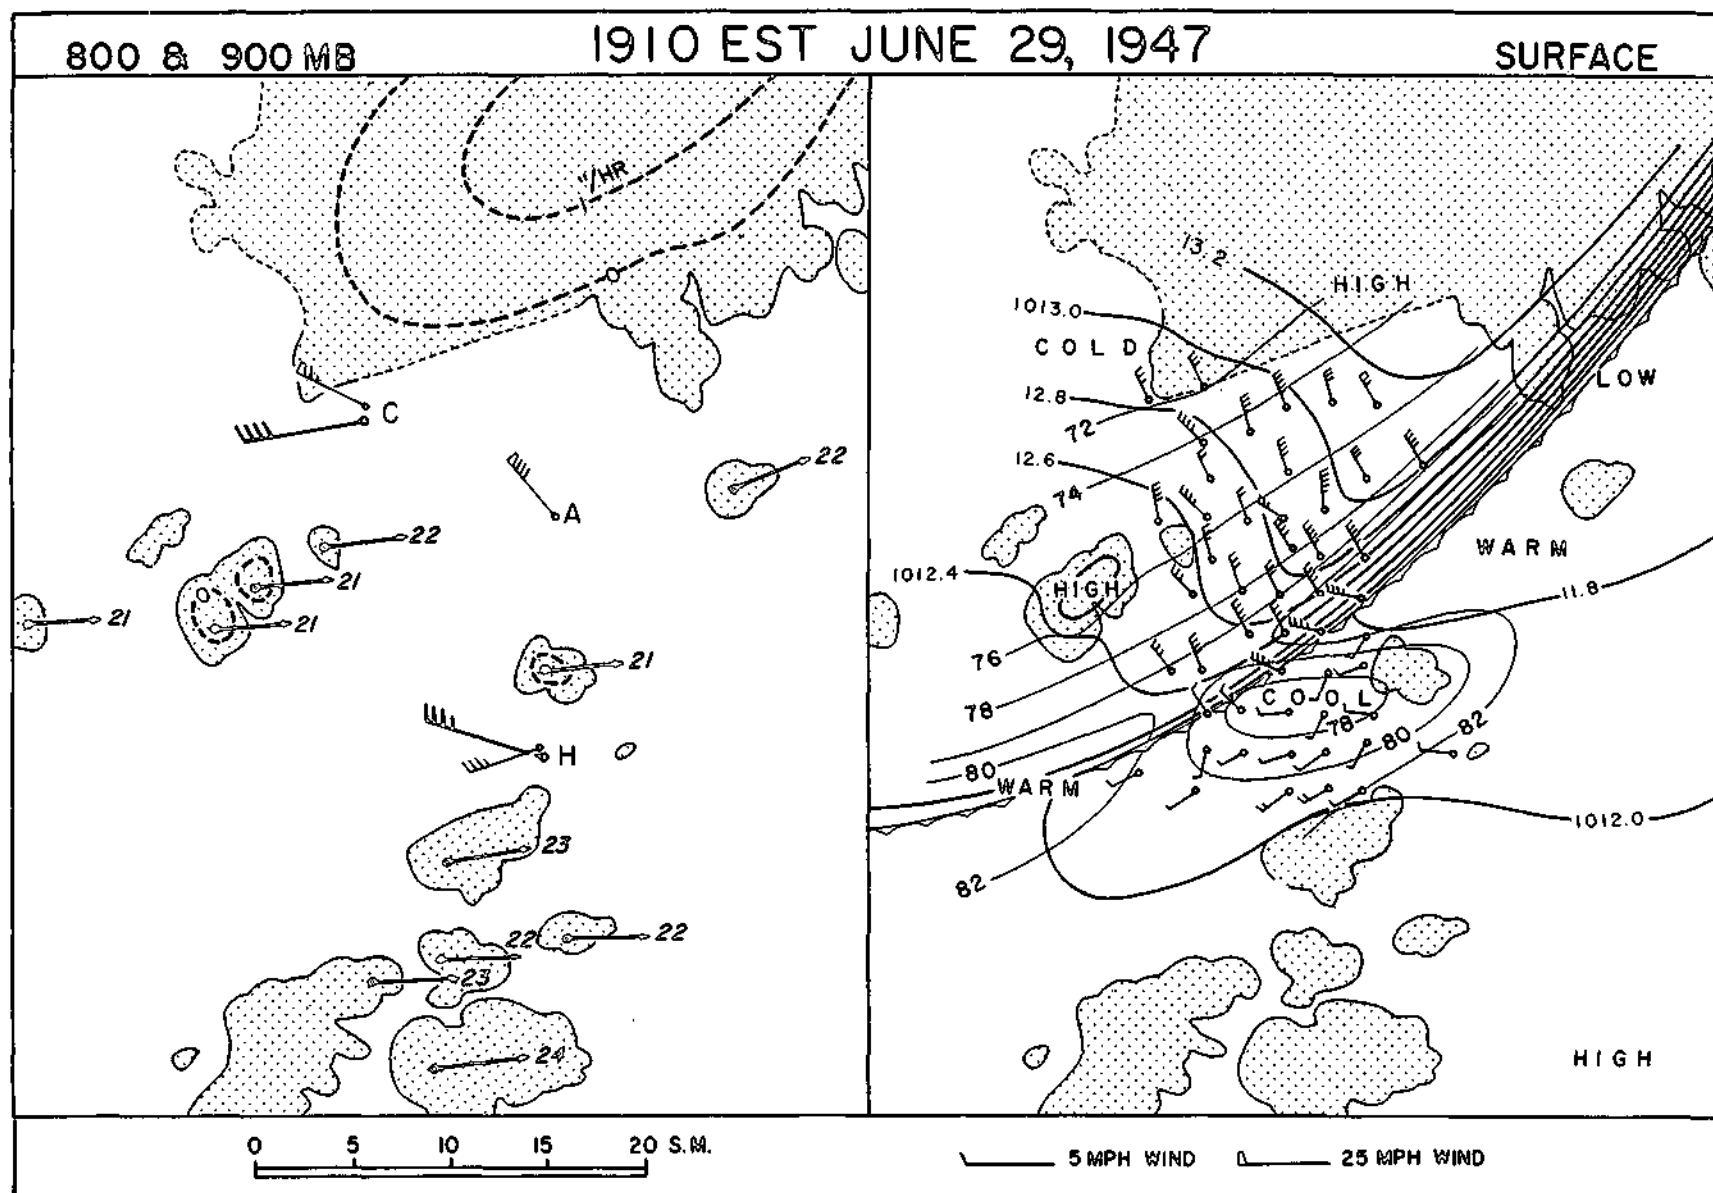 800 & 900 MB
1910 EST JUNE 29, 1947
SURFACE
1"/HR
0
C
A
22
22
21
0
21
21
21
H
23
22
22
23
24
13.2
HIGH
1013.0
COLD
LOW
12.8
72
12.6
74
WARM
1012.4
HIGH
11.8
76
COOL
78
78
82
80
80
WARM
1012.0
82
HIGH
0 5 10 15 20 S.M.
5 MPH WIND
25 MPH WIND